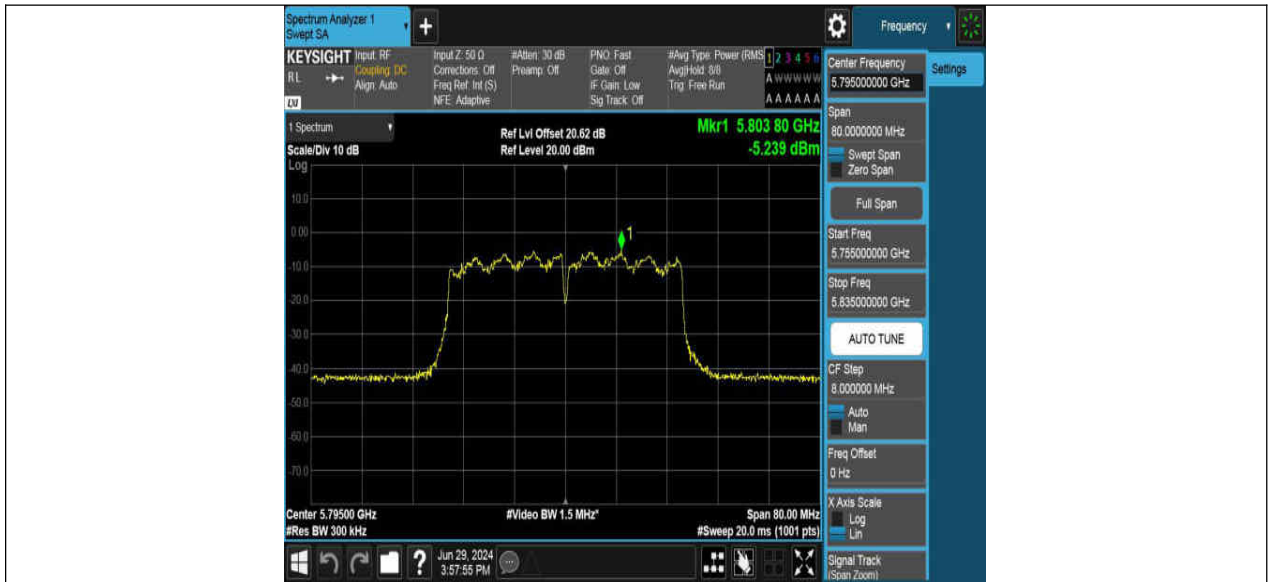 Spectrum Analyzer 1
Swept SA
+
Frequency
KEYSIGHT
RL
LXI
Input: RF
Coupling: DC
Align: Auto
Input Z: 50 Ω
Corrections: Off
Freq Ref: Int (S)
NFE: Adaptive
#Atten: 30 dB
Preamp: Off
PNO: Fast
Gate: Off
IF Gain: Low
Sig Track: Off
#Avg Type: Power (RMS
Avg|Hold: 8/8
Trig: Free Run
1 2 3 4 5 6
A W W W W W
A A A A A A
1 Spectrum
Scale/Div 10 dB
Ref Lvl Offset 20.62 dB
Ref Level 20.00 dBm
Mkr1 5.803 80 GHz
-5.239 dBm
Log
10.0
0.00
-10.0
-20.0
-30.0
-40.0
-50.0
-60.0
-70.0
1
Center 5.79500 GHz
#Res BW 300 kHz
#Video BW 1.5 MHz*
Span 80.00 MHz
#Sweep 20.0 ms (1001 pts)
?
Jun 29, 2024
3:57:55 PM
Center Frequency
5.795000000 GHz
Settings
Span
80.0000000 MHz
Swept Span
Zero Span
Full Span
Start Freq
5.755000000 GHz
Stop Freq
5.835000000 GHz
AUTO TUNE
CF Step
8.000000 MHz
Auto
Man
Freq Offset
0 Hz
X Axis Scale
Log
Lin
Signal Track
(Span Zoom)